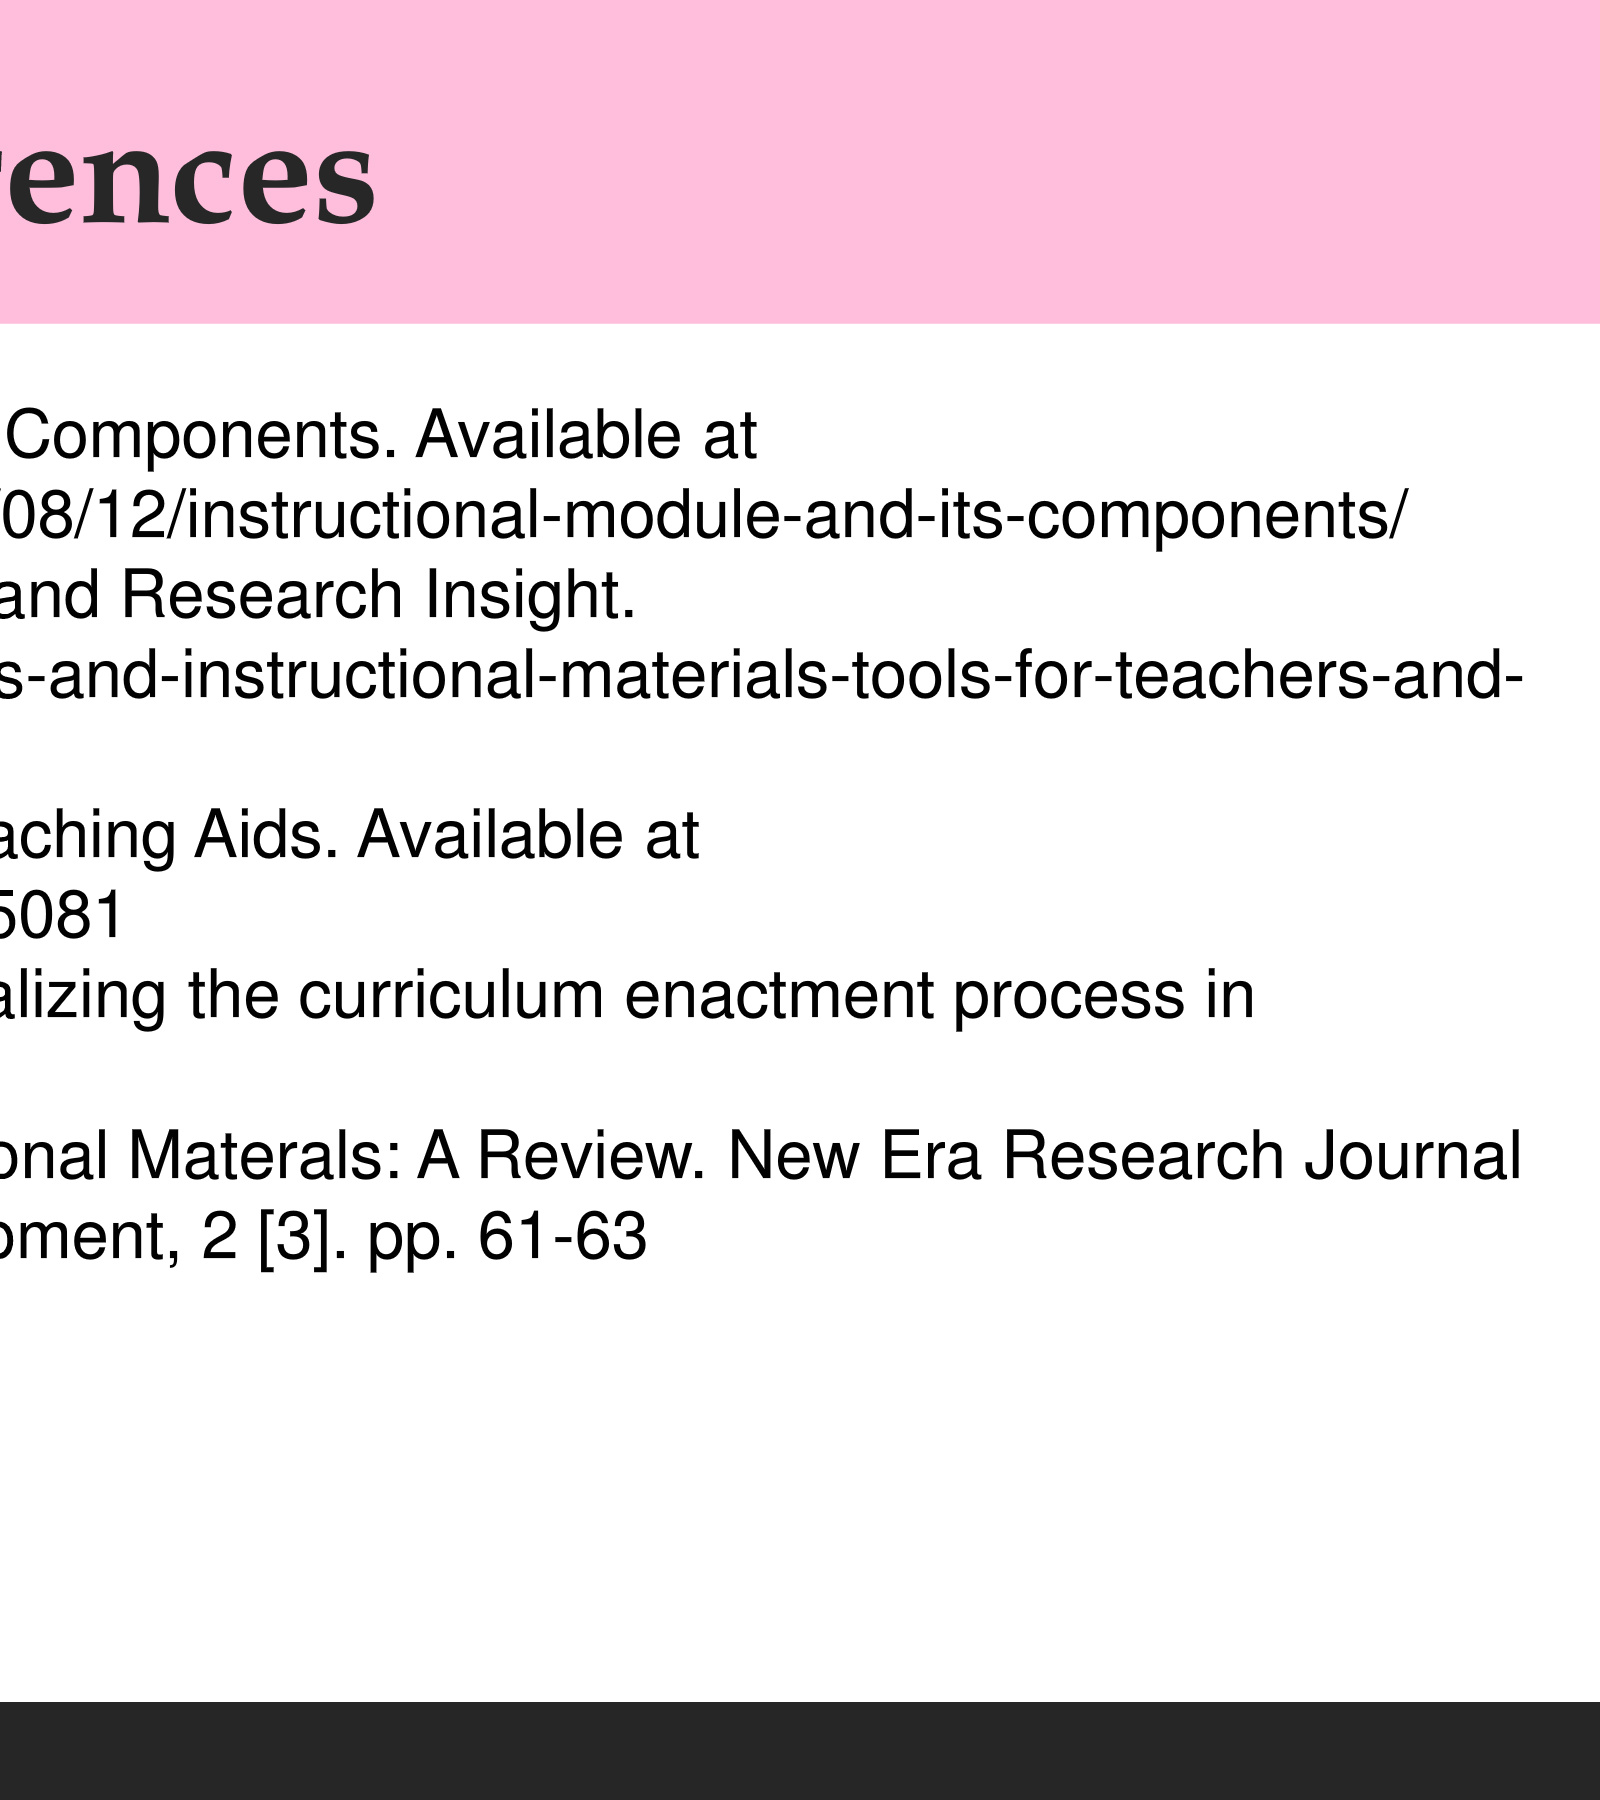 rences
Components. Available at
/08/12/instructional-module-and-its-components/
and Research Insight.
s-and-instructional-materials-tools-for-teachers-and-
aching Aids. Available at
5081
alizing the curriculum enactment process in
onal Materals: A Review. New Era Research Journal
pment, 2 [3]. pp. 61-63